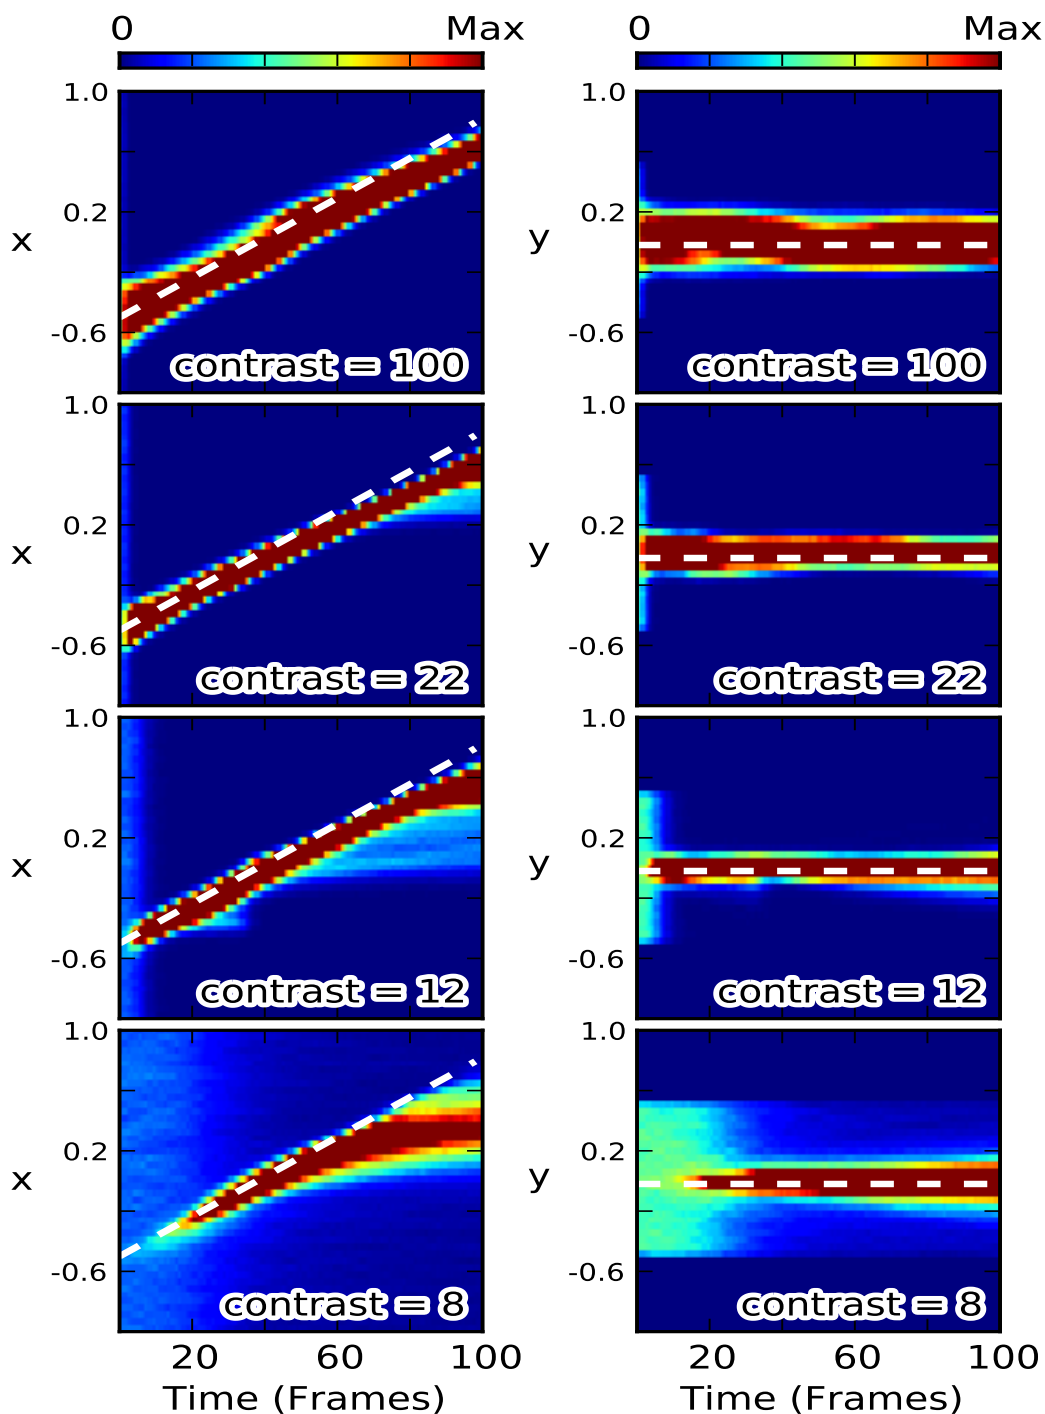 0 Max 0 Max
1.0 1.0
0.2 0.2
x y
-0.6 -0.6
contrast = 100 contrast = 100
1.0 1.0
0.2 0.2
x y
-0.6 -0.6
contrast = 22 contrast = 22
1.0 1.0
0.2 0.2
x y
-0.6 -0.6
contrast = 12 contrast = 12
1.0 1.0
0.2 0.2
x y
-0.6 -0.6
contrast = 8 contrast = 8
20 60 100 20 60 100
Time (Frames) Time (Frames)